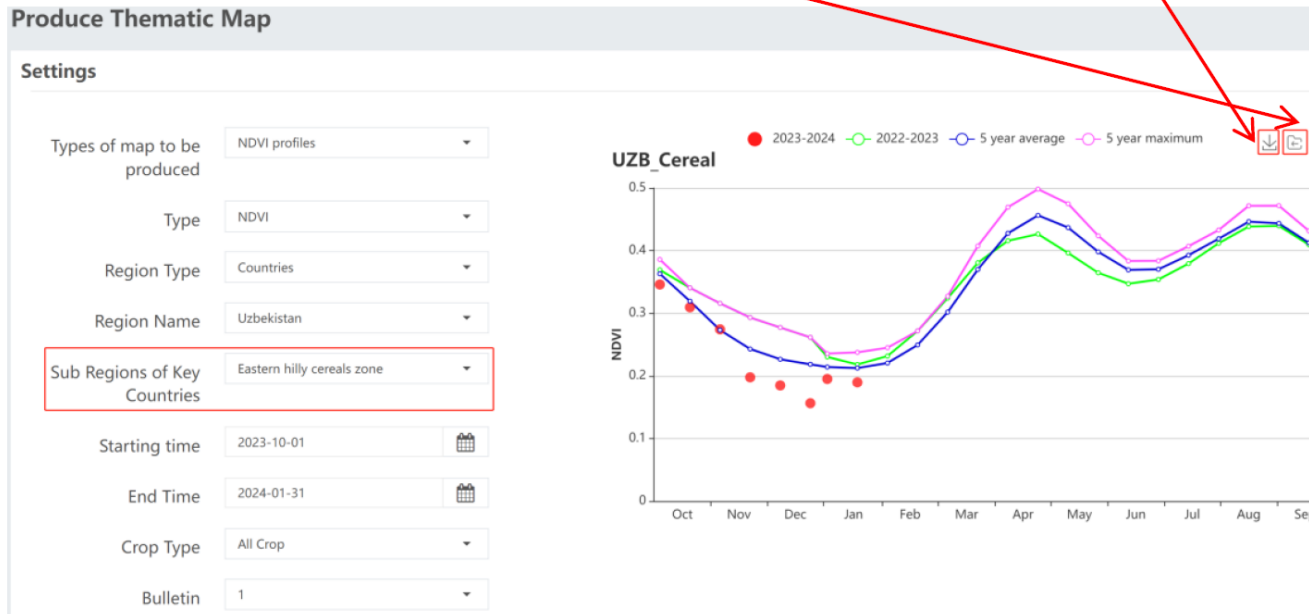 Produce Thematic Map
Settings
Types of map to be produced
NDVI profiles
Type
NDVI
Region Type
Countries
Region Name
Uzbekistan
Sub Regions of Key Countries
Eastern hilly cereals zone
Starting time
2023-10-01
End Time
2024-01-31
Crop Type
All Crop
Bulletin
1
2023-2024 2022-2023 5 year average 5 year maximum
UZB_Cereal
NDVI
0.5
0.4
0.3
0.2
0.1
0
Oct Nov Dec Jan Feb Mar Apr May Jun Jul Aug Se